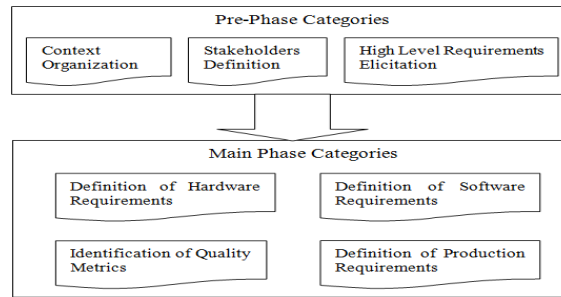 Pre-Phase Categories
Context
Organization
Stakeholders
Definition
High Level Requirements
Elicitation
Main Phase Categories
Definition of Hardware
Requirements
Definition of Software
Requirements
Identification of Quality
Metrics
Definition of Production
Requirements